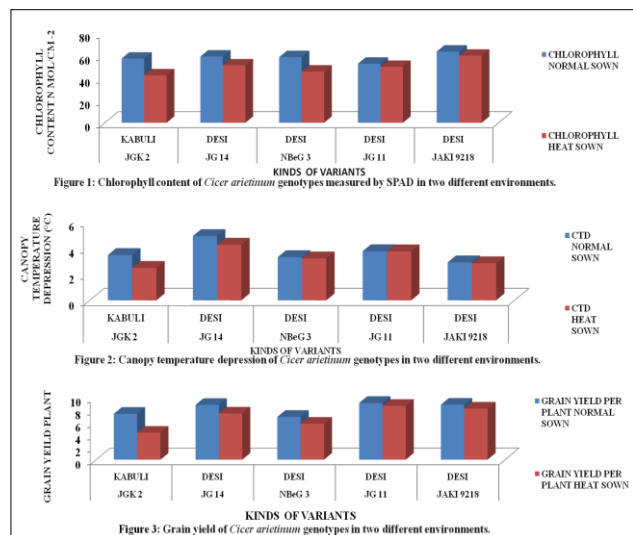 CHLOROPHYLL
CONTENT N MOL/CM-2
80
60
40
20
0
KABULI DESI DESI DESI DESI
JGK 2 JG 14 NBeG 3 JG 11 JAKI 9218
KINDS OF VARIANTS
CHLOROPHYLL
NORMAL SOWN
CHLOROPHYLL
HEAT SOWN
Figure 1: Chlorophyll content of Cicer arietinum genotypes measured by SPAD in two different environments.
CANOPY
TEMPERATURE
DEPRESSION (°C)
6
4
2
0
KABULI DESI DESI DESI DESI
JGK 2 JG 14 NBeG 3 JG 11 JAKI 9218
KINDS OF VARIANTS
CTD
NORMAL
SOWN
CTD
HEAT
SOWN
Figure 2: Canopy temperature depression of Cicer arietinum genotypes in two different environments.
GRAIN YEILD PLANT
10
8
6
4
2
0
KABULI DESI DESI DESI DESI
JGK 2 JG 14 NBeG 3 JG 11 JAKI 9218
KINDS OF VARIANTS
GRAIN YEILD PER
PLANT NORMAL
SOWN
GRAIN YEILD PER
PLANT HEAT SOWN
Figure 3: Grain yield of Cicer arietinum genotypes in two different environments.